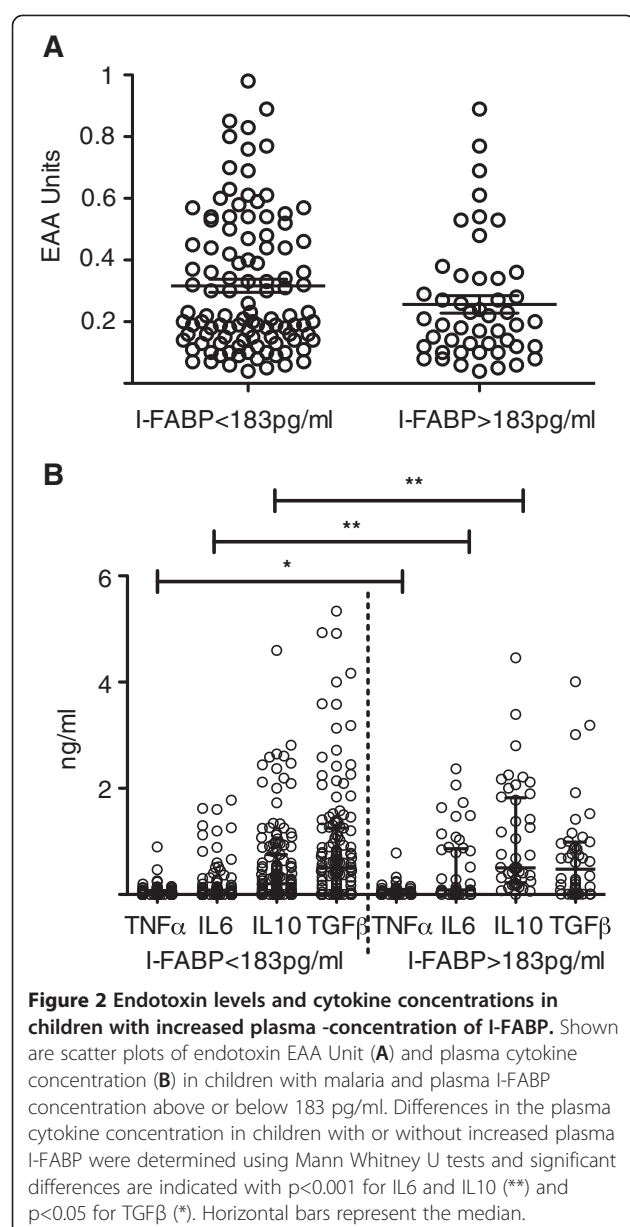 A
1
0.8
0.6
0.4
0.2
EAA Units
I-FABP<183pg/ml I-FABP>183pg/ml
B
**
**
*
6
4
2
ng/ml
TNFα IL6 IL10 TGFβ TNFα IL6 IL10 TGFβ
I-FABP<183pg/ml I-FABP>183pg/ml
Figure 2 Endotoxin levels and cytokine concentrations in
children with increased plasma -concentration of I-FABP. Shown
are scatter plots of endotoxin EAA Unit (A) and plasma cytokine
concentration (B) in children with malaria and plasma I-FABP
concentration above or below 183 pg/ml. Differences in the plasma
cytokine concentration in children with or without increased plasma
I-FABP were determined using Mann Whitney U tests and significant
differences are indicated with p<0.001 for IL6 and IL10 (**) and
p<0.05 for TGFβ (*). Horizontal bars represent the median.